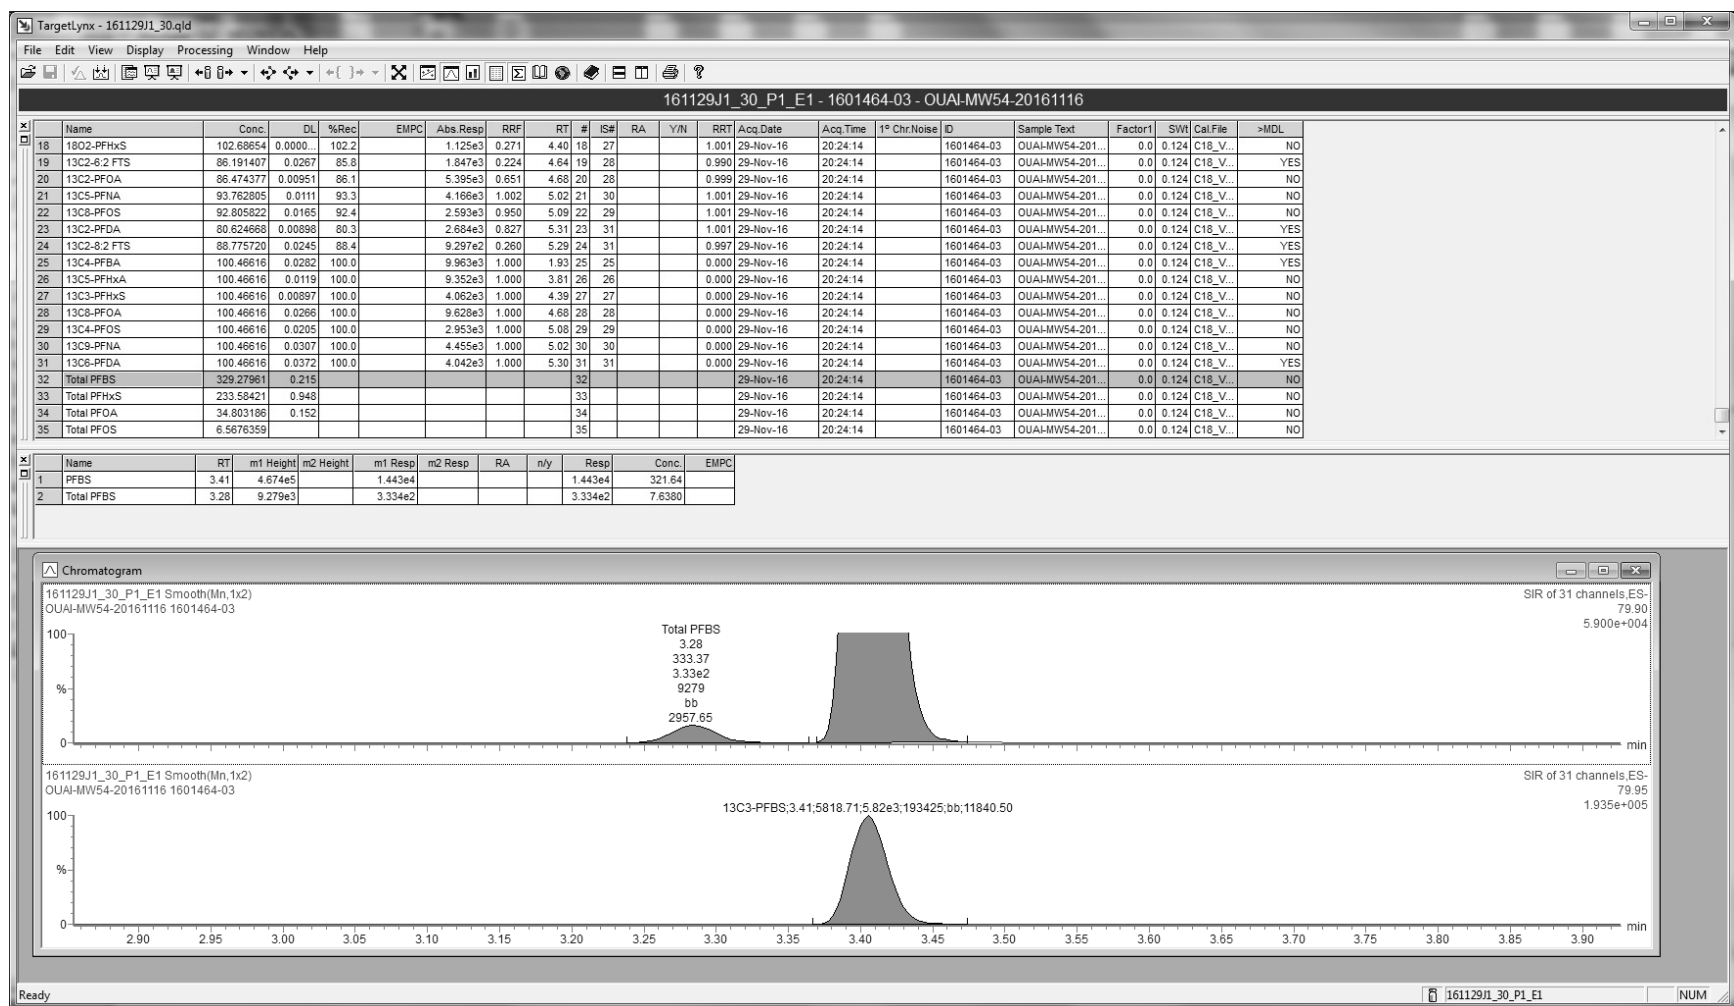 TargetLynx - 161129J1_30.qld
File Edit View Display Processing Window Help
161129J1_30_P1_E1 - 1601464-03 - OUAI-MW54-20161116
Name Conc. DL %Rec EMPC Abs.Resp RRF RT # IS# RA Y/N RRT Acq.Date Acq.Time 1° Chr.Noise ID Sample Text Factor1 SWt Cal.File >MDL
18 18O2-PFHxS 102.68654 0.0000... 102.2 1.125e3 0.271 4.40 18 27 1.001 29-Nov-16 20:24:14 1601464-03 OUAI-MW54-201... 0.0 0.124 C18_V... NO
19 13C2-6:2 FTS 86.191407 0.0267 85.8 1.847e3 0.224 4.64 19 28 0.990 29-Nov-16 20:24:14 1601464-03 OUAI-MW54-201... 0.0 0.124 C18_V... YES
20 13C2-PFOA 86.474377 0.00951 86.1 5.395e3 0.651 4.68 20 28 0.999 29-Nov-16 20:24:14 1601464-03 OUAI-MW54-201... 0.0 0.124 C18_V... NO
21 13C5-PFNA 93.762805 0.0111 93.3 4.166e3 1.002 5.02 21 30 1.001 29-Nov-16 20:24:14 1601464-03 OUAI-MW54-201... 0.0 0.124 C18_V... NO
22 13C8-PFOS 92.805822 0.0165 92.4 2.593e3 0.950 5.09 22 29 1.001 29-Nov-16 20:24:14 1601464-03 OUAI-MW54-201... 0.0 0.124 C18_V... NO
23 13C2-PFDA 80.624668 0.00898 80.3 2.684e3 0.827 5.31 23 31 1.001 29-Nov-16 20:24:14 1601464-03 OUAI-MW54-201... 0.0 0.124 C18_V... YES
24 13C2-8:2 FTS 88.775720 0.0245 88.4 9.297e2 0.260 5.29 24 31 0.997 29-Nov-16 20:24:14 1601464-03 OUAI-MW54-201... 0.0 0.124 C18_V... YES
25 13C4-PFBA 100.46616 0.0282 100.0 9.963e3 1.000 1.93 25 25 0.000 29-Nov-16 20:24:14 1601464-03 OUAI-MW54-201... 0.0 0.124 C18_V... YES
26 13C5-PFHxA 100.46616 0.0119 100.0 9.352e3 1.000 3.81 26 26 0.000 29-Nov-16 20:24:14 1601464-03 OUAI-MW54-201... 0.0 0.124 C18_V... NO
27 13C3-PFHxS 100.46616 0.00897 100.0 4.062e3 1.000 4.39 27 27 0.000 29-Nov-16 20:24:14 1601464-03 OUAI-MW54-201... 0.0 0.124 C18_V... NO
28 13C8-PFOA 100.46616 0.0266 100.0 9.628e3 1.000 4.68 28 28 0.000 29-Nov-16 20:24:14 1601464-03 OUAI-MW54-201... 0.0 0.124 C18_V... NO
29 13C4-PFOS 100.46616 0.0205 100.0 2.953e3 1.000 5.08 29 29 0.000 29-Nov-16 20:24:14 1601464-03 OUAI-MW54-201... 0.0 0.124 C18_V... NO
30 13C9-PFNA 100.46616 0.0307 100.0 4.455e3 1.000 5.02 30 30 0.000 29-Nov-16 20:24:14 1601464-03 OUAI-MW54-201... 0.0 0.124 C18_V... NO
31 13C6-PFDA 100.46616 0.0372 100.0 4.042e3 1.000 5.30 31 31 0.000 29-Nov-16 20:24:14 1601464-03 OUAI-MW54-201... 0.0 0.124 C18_V... YES
32 Total PFBS 329.27961 0.215 32 29-Nov-16 20:24:14 1601464-03 OUAI-MW54-201... 0.0 0.124 C18_V... NO
33 Total PFHxS 233.58421 0.948 33 29-Nov-16 20:24:14 1601464-03 OUAI-MW54-201... 0.0 0.124 C18_V... NO
34 Total PFOA 34.803186 0.152 34 29-Nov-16 20:24:14 1601464-03 OUAI-MW54-201... 0.0 0.124 C18_V... NO
35 Total PFOS 6.5676359 35 29-Nov-16 20:24:14 1601464-03 OUAI-MW54-201... 0.0 0.124 C18_V... NO
Name RT m1 Height m2 Height m1 Resp m2 Resp RA n/y Resp Conc. EMPC
1 PFBS 3.41 4.674e5 1.443e4 1.443e4 321.64
2 Total PFBS 3.28 9.279e3 3.334e2 3.334e2 7.6380
Chromatogram
161129J1_30_P1_E1 Smooth(Mn,1x2) SIR of 31 channels,ES-
OUAI-MW54-20161116 1601464-03 79.90
5.900e+004
100
%
0
Total PFBS
3.28
333.37
3.33e2
9279
bb
2957.65
min
161129J1_30_P1_E1 Smooth(Mn,1x2) SIR of 31 channels,ES-
OUAI-MW54-20161116 1601464-03 79.95
1.935e+005
13C3-PFBS;3.41;5818.71;5.82e3;193425;bb;11840.50
100
%
0
min
2.90 2.95 3.00 3.05 3.10 3.15 3.20 3.25 3.30 3.35 3.40 3.45 3.50 3.55 3.60 3.65 3.70 3.75 3.80 3.85 3.90
Ready 161129J1_30_P1_E1 NUM